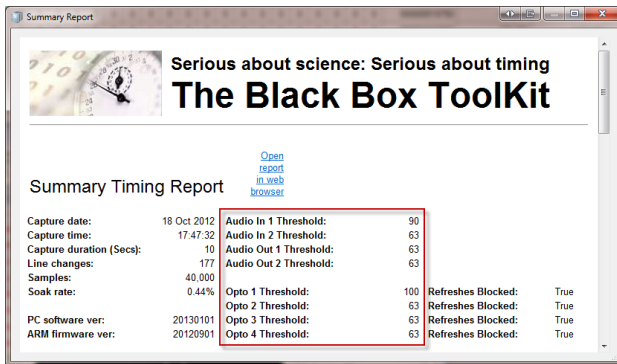 Summary Report
Serious about science: Serious about timing
The Black Box ToolKit
Open
report
in web
browser
Summary Timing Report
Capture date: 18 Oct 2012 Audio In 1 Threshold: 90
Capture time: 17:47:32 Audio In 2 Threshold: 63
Capture duration (Secs): 10 Audio Out 1 Threshold: 63
Line changes: 177 Audio Out 2 Threshold: 63
Samples: 40,000
Soak rate: 0.44% Opto 1 Threshold: 100 Refreshes Blocked: True
Opto 2 Threshold: 63 Refreshes Blocked: True
PC software ver: 20130101 Opto 3 Threshold: 63 Refreshes Blocked: True
ARM firmware ver: 20120901 Opto 4 Threshold: 63 Refreshes Blocked: True